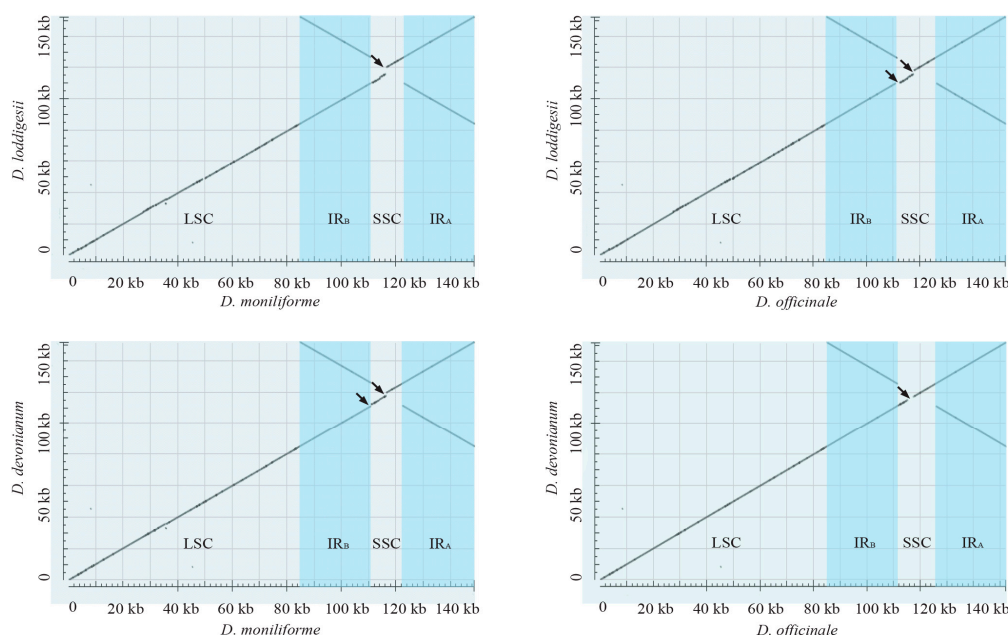 150 kb
100 kb
50 kb
0
D. loddigesii
LSC IRB SSC IRA
0 20 kb 40 kb 60 kb 80 kb 100 kb 120 kb 140 kb
D. moniliforme
150 kb
100 kb
50 kb
0
D. loddigesii
LSC IRB SSC IRA
0 20 kb 40 kb 60 kb 80 kb 100 kb 120 kb 140 kb
D. officinale
150 kb
100 kb
50 kb
0
D. devonianum
LSC IRB SSC IRA
0 20 kb 40 kb 60 kb 80 kb 100 kb 120 kb 140 kb
D. moniliforme
150 kb
100 kb
50 kb
0
D. devonianum
LSC IRB SSC IRA
0 20 kb 40 kb 60 kb 80 kb 100 kb 120 kb 140 kb
D. officinale